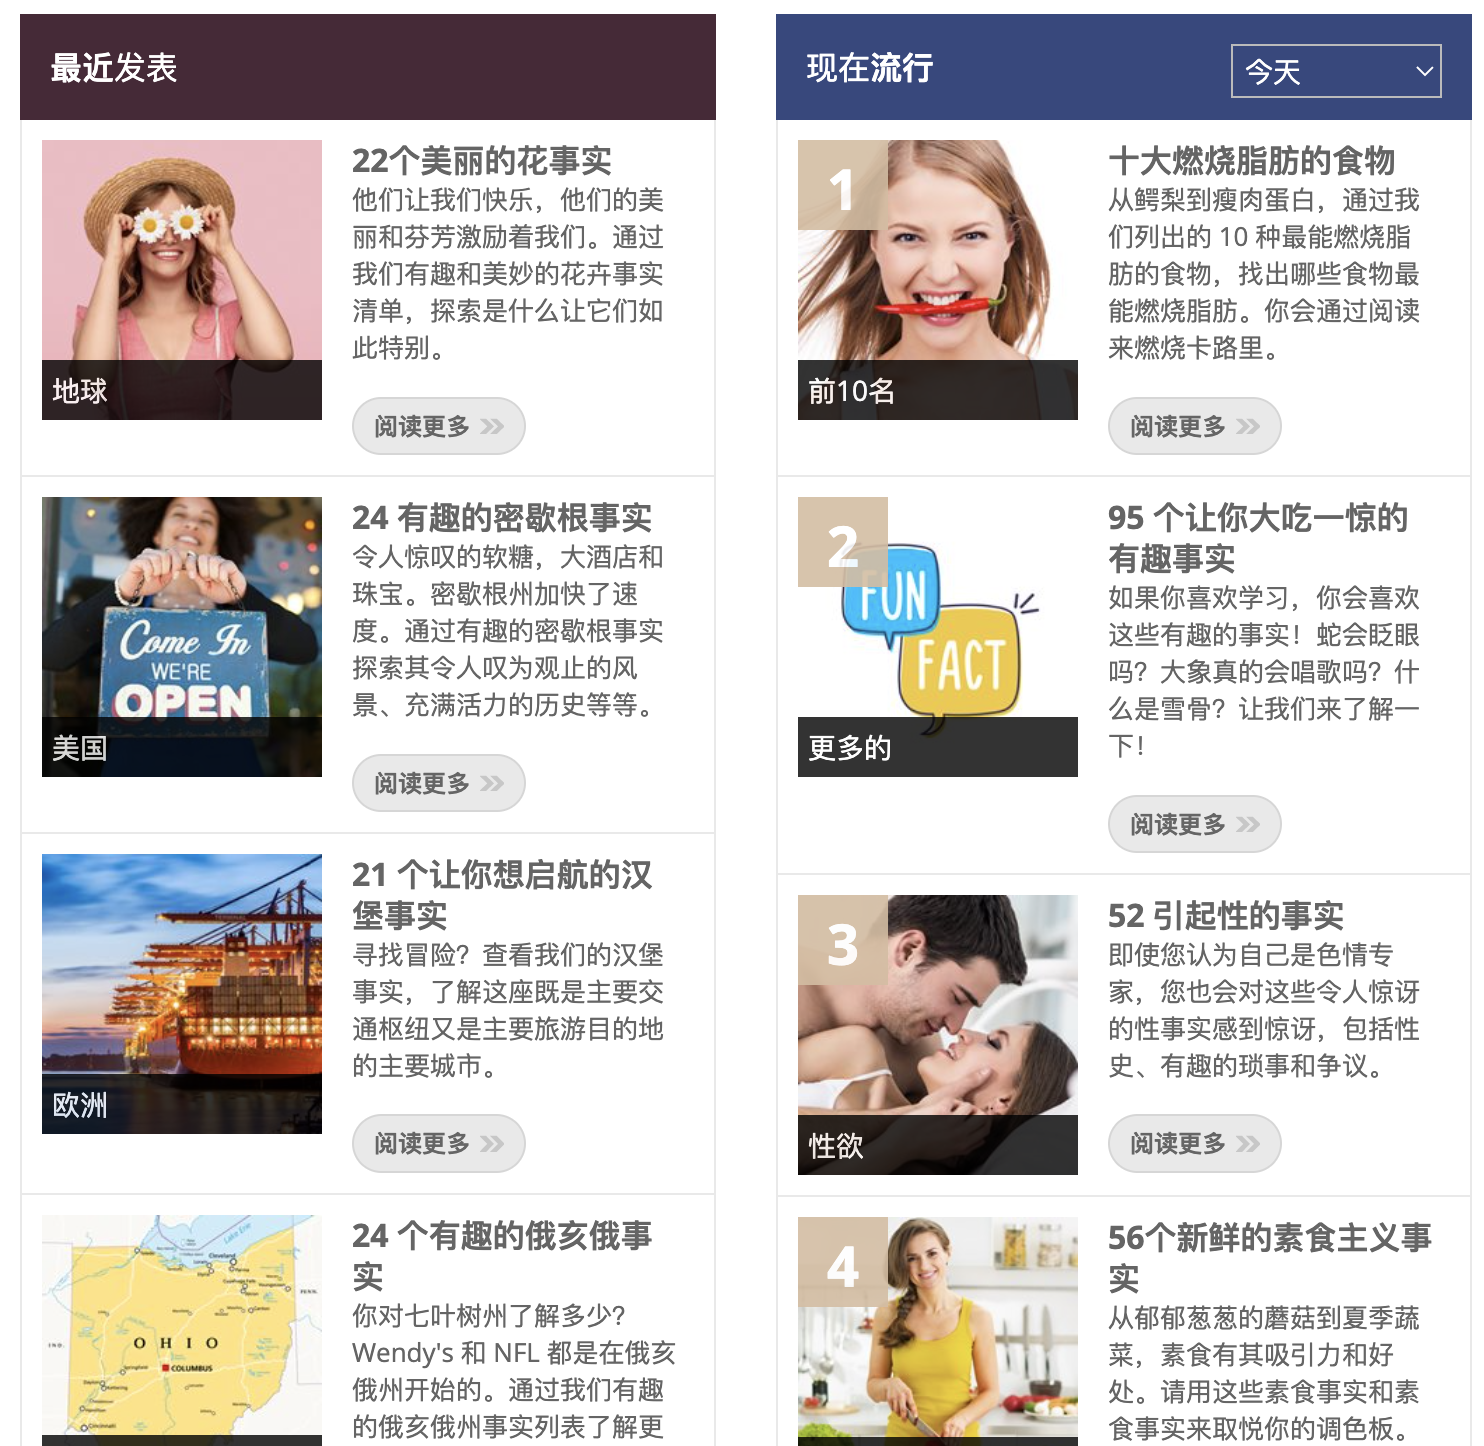 最近发表
22个美丽的花事实
他们让我们快乐，他们的美
丽和芬芳激励着我们。通过
我们有趣和美妙的花卉事实
清单，探索是什么让它们如
此特别。
地球
阅读更多
24 有趣的密歇根事实
令人惊叹的软糖，大酒店和
珠宝。密歇根州加快了速
度。通过有趣的密歇根事实
探索其令人叹为观止的风
景、充满活力的历史等等。
Come In
WE'RE
OPEN
美国
阅读更多
21 个让你想启航的汉
堡事实
寻找冒险？查看我们的汉堡
事实，了解这座既是主要交
通枢纽又是主要旅游目的地
的主要城市。
欧洲
阅读更多
24 个有趣的俄亥俄事
实
你对七叶树州了解多少？
Wendy's 和 NFL 都是在俄亥
俄州开始的。通过我们有趣
的俄亥俄州事实列表了解更
Lake Erie
Cleveland
PENN.
IND.
OHIO
COLUMBUS
Springfield
Dayton
Kettering
Hamilton
Cincinnati
现在流行
今天
1
十大燃烧脂肪的食物
从鳄梨到瘦肉蛋白，通过我
们列出的 10 种最能燃烧脂
肪的食物，找出哪些食物最
能燃烧脂肪。你会通过阅读
来燃烧卡路里。
前10名
阅读更多
2
FUN
FACT
95 个让你大吃一惊的
有趣事实
如果你喜欢学习，你会喜欢
这些有趣的事实！蛇会眨眼
吗？大象真的会唱歌吗？什
么是雪骨？让我们来了解一
下！
更多的
阅读更多
3
52 引起性的事实
即使您认为自己是色情专
家，您也会对这些令人惊讶
的性事实感到惊讶，包括性
史、有趣的琐事和争议。
性欲
阅读更多
4
56个新鲜的素食主义事
实
从郁郁葱葱的蘑菇到夏季蔬
菜，素食有其吸引力和好
处。请用这些素食事实和素
食事实来取悦你的调色板。